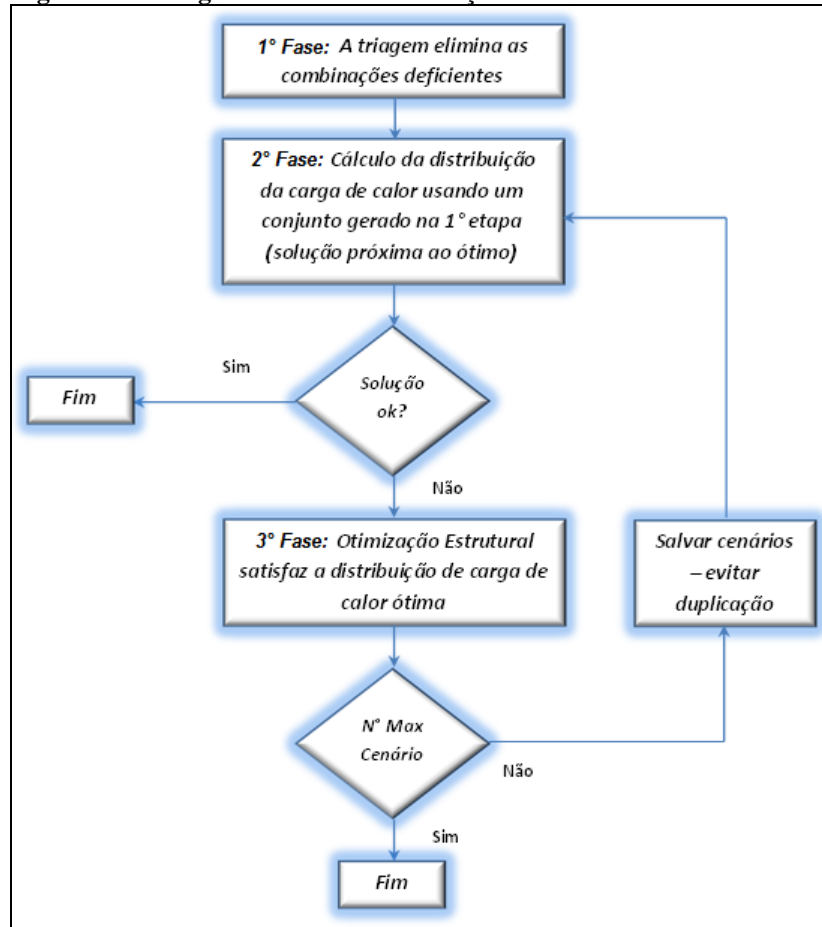 1° Fase: A triagem elimina as
combinações deficientes
2° Fase: Cálculo da distribuição
da carga de calor usando um
conjunto gerado na 1° etapa
(solução próxima ao ótimo)
Sim
Fim
Solução
ok?
Não
3° Fase: Otimização Estrutural
satisfaz a distribuição de carga de
calor ótima
Salvar cenários
– evitar
duplicação
N° Max
Cenário
Não
Sim
Fim